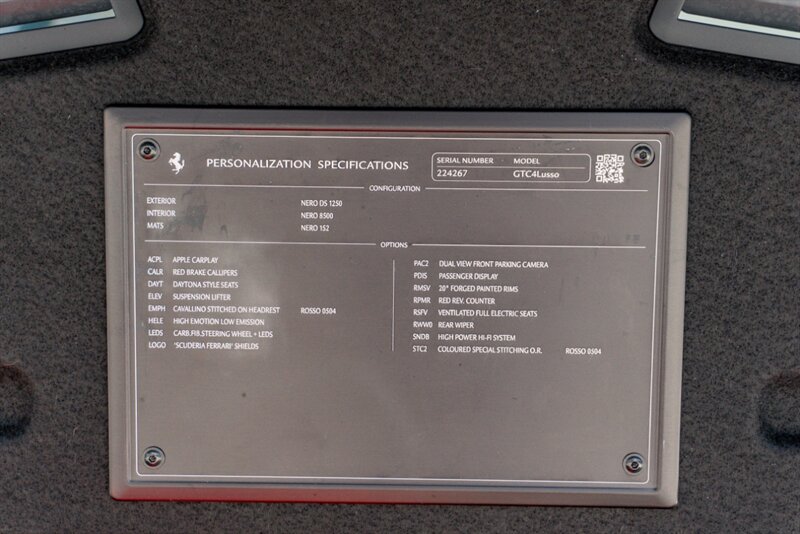 PERSONALIZATION SPECIFICATIONS
SERIAL NUMBER MODEL
224267 GTC4Lusso
CONFIGURATION
EXTERIOR NERO DS 1250
INTERIOR NERO 8500
MATS NERO 152
OPTIONS
ACPL APPLE CARPLAY
CALR RED BRAKE CALLIPERS
DAYT DAYTONA STYLE SEATS
ELEV SUSPENSION LIFTER
EMPH CAVALLINO STITCHED ON HEADREST ROSSO 0504
HELE HIGH EMOTION LOW EMISSION
LEDS CARB.FIB.STEERING WHEEL + LEDS
LOGO 'SCUDERIA FERRARI' SHIELDS
PAC2 DUAL VIEW FRONT PARKING CAMERA
PDIS PASSENGER DISPLAY
RMSV 20" FORGED PAINTED RIMS
RPMR RED REV. COUNTER
RSFV VENTILATED FULL ELECTRIC SEATS
RWW0 REAR WIPER
SNDB HIGH POWER HI-FI SYSTEM
STC2 COLOURED SPECIAL STITCHING O.R. ROSSO 0504